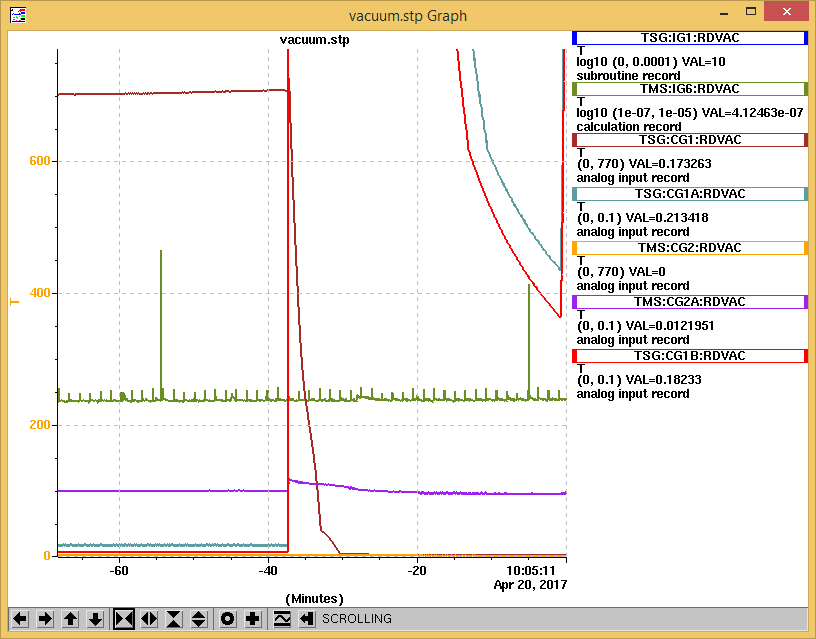 vacuum.stp Graph
vacuum.stp
T
600
400
200
0
-60
-40
-20
10:05:11
Apr 20, 2017
(Minutes)
TSG:IG1:RDVAC
T
log10 (0, 0.0001) VAL=10
subroutine record
TMS:IG6:RDVAC
T
log10 (1e-07, 1e-05) VAL=4.12463e-07
calculation record
TSG:CG1:RDVAC
T
(0, 770) VAL=0.173263
analog input record
TSG:CG1A:RDVAC
T
(0, 0.1) VAL=0.213418
analog input record
TMS:CG2:RDVAC
T
(0, 770) VAL=0
analog input record
TMS:CG2A:RDVAC
T
(0, 0.1) VAL=0.0121951
analog input record
TSG:CG1B:RDVAC
T
(0, 0.1) VAL=0.18233
analog input record
SCROLLING